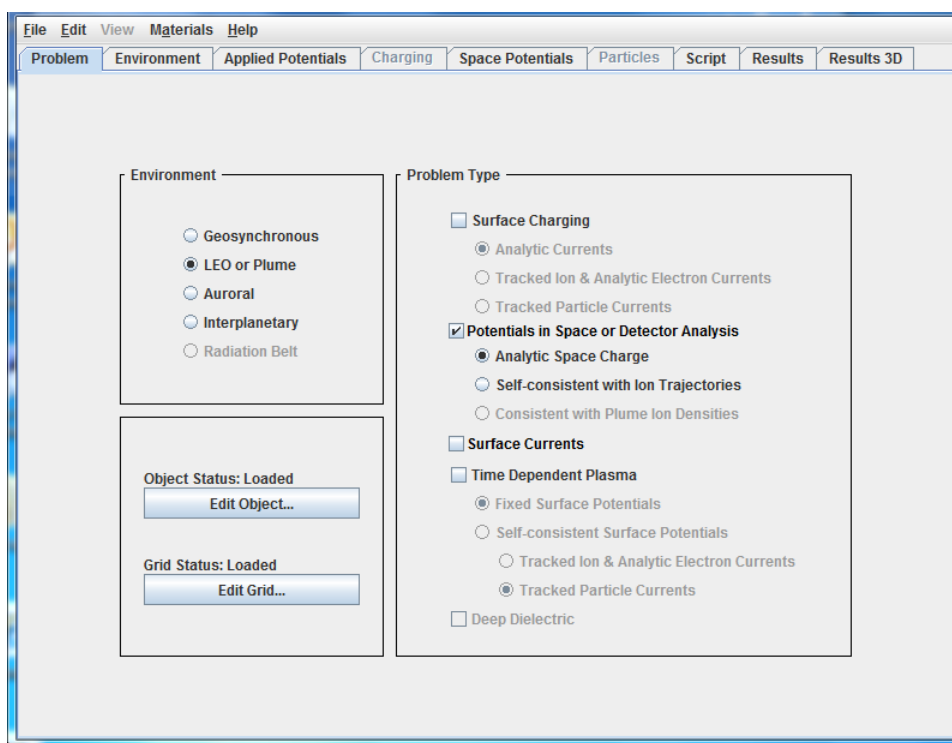 File Edit View Materials Help
Problem Environment Applied Potentials Charging Space Potentials Particles Script Results Results 3D
Environment
Geosynchronous
LEO or Plume
Auroral
Interplanetary
Radiation Belt
Object Status: Loaded
Edit Object...
Grid Status: Loaded
Edit Grid...
Problem Type
Surface Charging
Analytic Currents
Tracked Ion & Analytic Electron Currents
Tracked Particle Currents
Potentials in Space or Detector Analysis
Analytic Space Charge
Self-consistent with Ion Trajectories
Consistent with Plume Ion Densities
Surface Currents
Time Dependent Plasma
Fixed Surface Potentials
Self-consistent Surface Potentials
Tracked Ion & Analytic Electron Currents
Tracked Particle Currents
Deep Dielectric